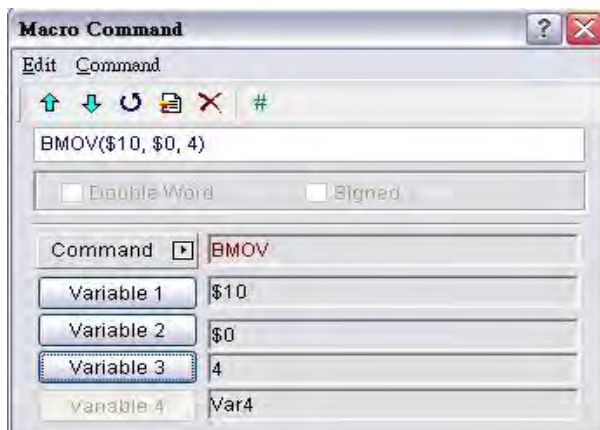 Macro Command
Edit Command
#
BMOV($10, $0, 4)
Double Word Signed
Command BMOV
Variable 1 $10
Variable 2 $0
Variable 3 4
Variable 4 Var4